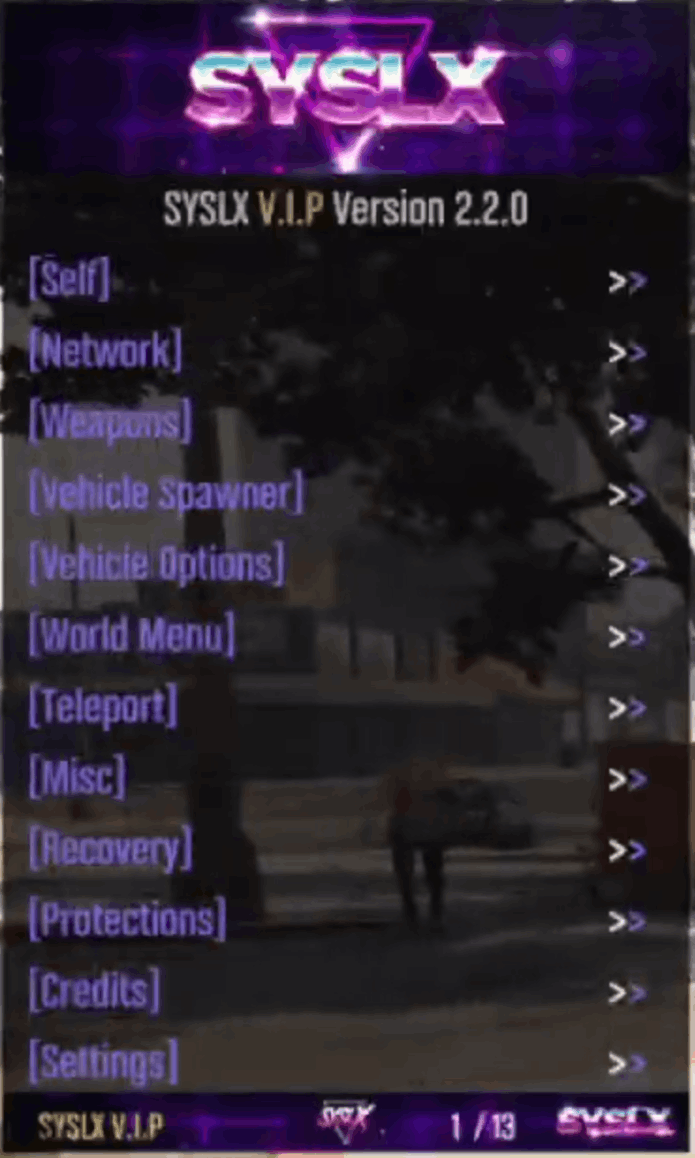 SYSLX
SYSLX V.I.P Version 2.2.0
[Self] >>
[Network] >>
[Weapons] >>
[Vehicle Spawner] >>
[Vehicle Options] >>
[World Menu] >>
[Teleport] >>
[Misc] >>
[Recovery] >>
[Protections] >>
[Credits] >>
[Settings] >>
SYSLX V.I.P SYSLX 1 / 13 SYSLX